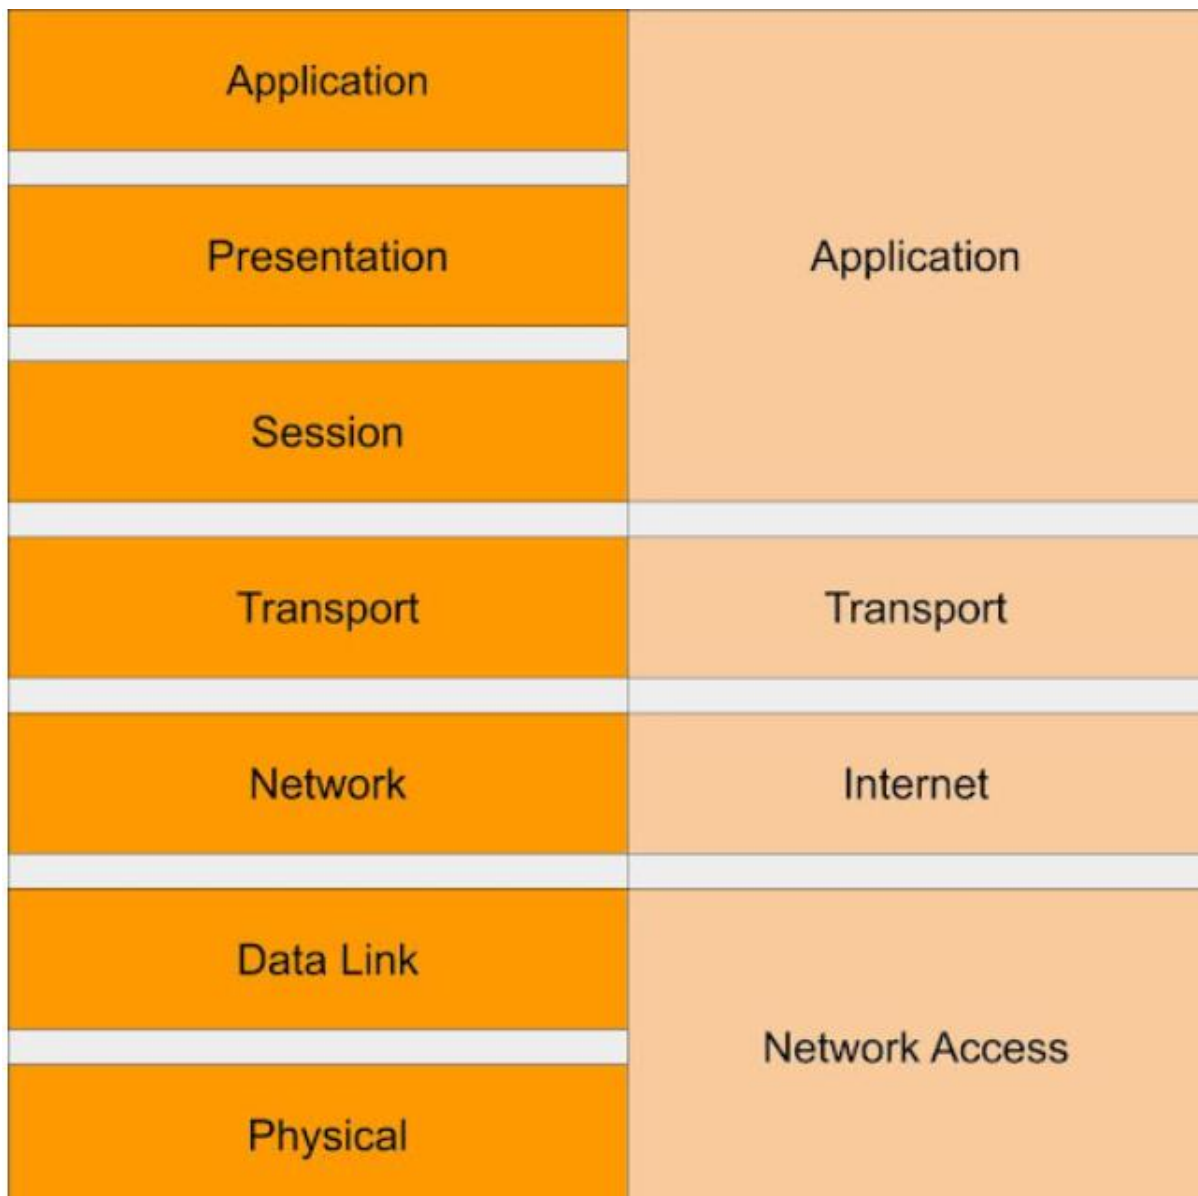 Application
Presentation
Application
Session
Transport
Transport
Network
Internet
Data Link
Network Access
Physical